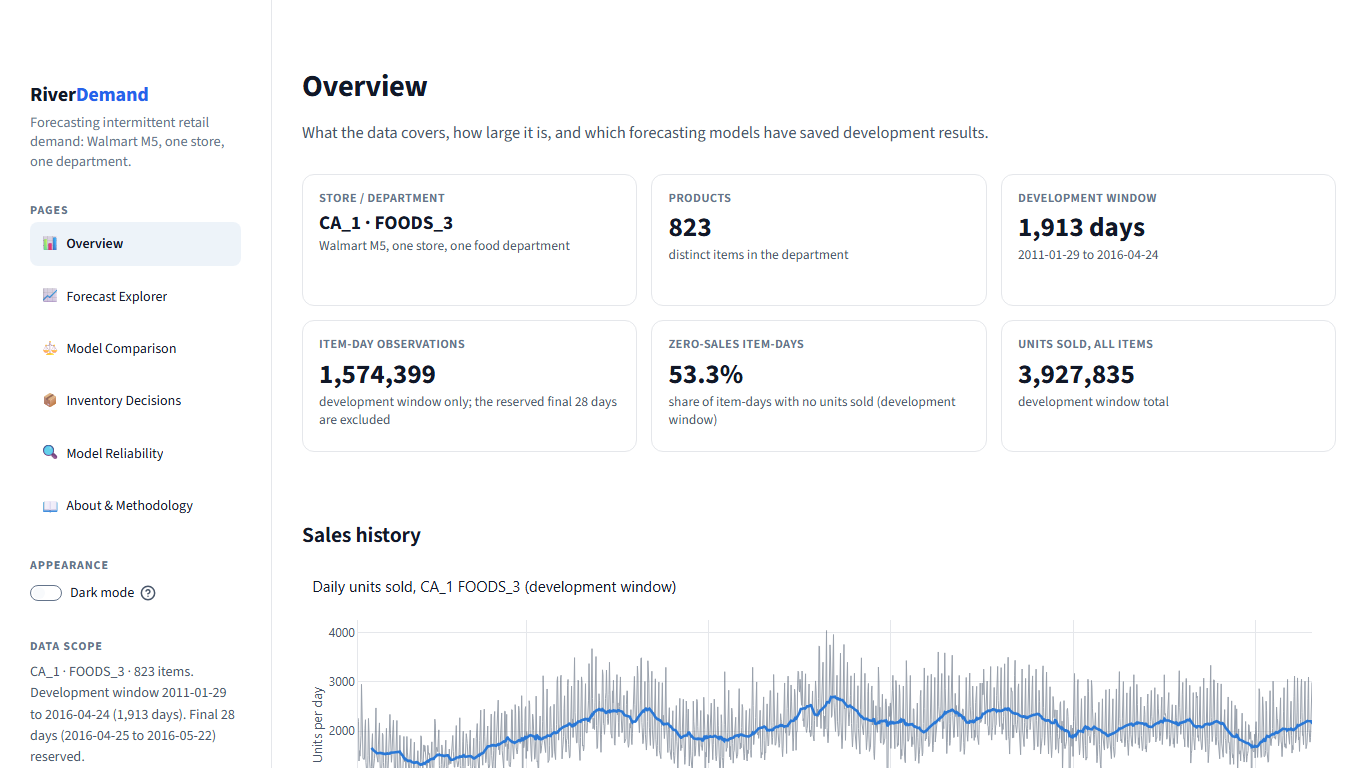 RiverDemand
Forecasting intermittent retail
demand: Walmart M5, one store,
one department.
PAGES
Overview
Forecast Explorer
Model Comparison
Inventory Decisions
Model Reliability
About & Methodology
APPEARANCE
Dark mode
DATA SCOPE
CA_1 · FOODS_3 · 823 items.
Development window 2011-01-29
to 2016-04-24 (1,913 days). Final 28
days (2016-04-25 to 2016-05-22)
reserved.
Overview
What the data covers, how large it is, and which forecasting models have saved development results.
STORE / DEPARTMENT
CA_1 · FOODS_3
Walmart M5, one store, one food department
PRODUCTS
823
distinct items in the department
DEVELOPMENT WINDOW
1,913 days
2011-01-29 to 2016-04-24
ITEM-DAY OBSERVATIONS
1,574,399
development window only; the reserved final 28 days
are excluded
ZERO-SALES ITEM-DAYS
53.3%
share of item-days with no units sold (development
window)
UNITS SOLD, ALL ITEMS
3,927,835
development window total
Sales history
Daily units sold, CA_1 FOODS_3 (development window)
4000
3000
2000
Units per day